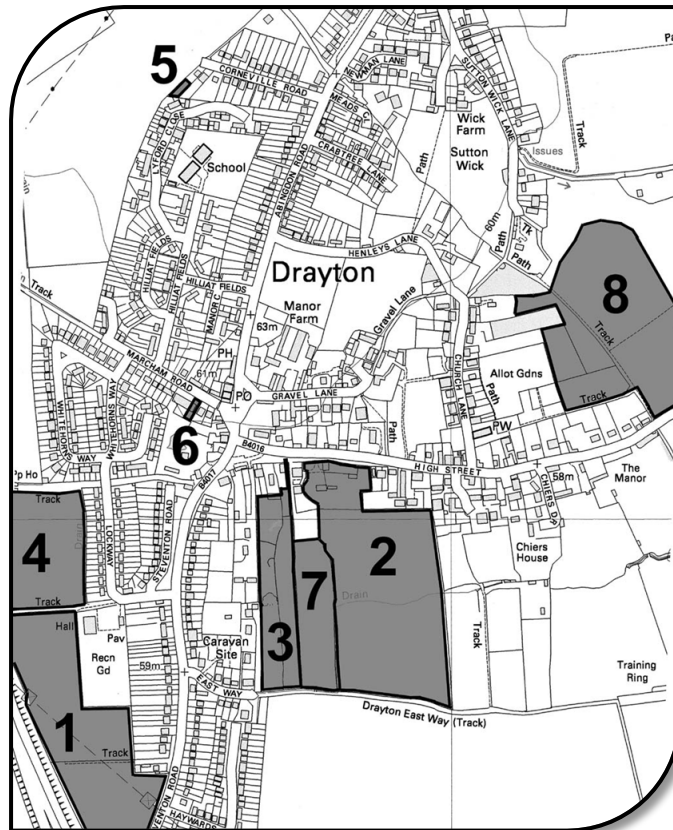 5
CORNEVILLE ROAD
NEWMAN LANE
SUTTON WICK LANE
MEADS CL
Wick
Farm
Sutton
Wick
Track
Issues
LYFORD CLOSE
School
ABINGDON ROAD
CRABTREE LANE
Path
60m
Tk
Path
Path
HENLEYS LANE
HILLIAT FIELDS
HILLIAT FIELDS
HILLIAT FIELDS
MANOR C
Drayton
Manor
Farm
63m
Gravel Lane
8
Track
Track
MARCHAM ROAD
PH
61m
PO
GRAVEL LANE
CHURCH LANE
Path
Allot Gdns
Track
WHITEHORNS WAY
WHITEHORNS
WAY
6
B4016
Path
PW
HIGH STREET
58m
The
Manor
CHIERS DR
Pp Ho
Track
B4017
4
Drain
LOCKWAY
STEVENTON ROAD
2
Chiers
House
7
Drain
3
Track
Track
Hall
Pav
Recn
Gd
59m
Caravan
Site
EAST WAY
Training
Ring
Drayton East Way (Track)
1
Track
STEVENTON ROAD
HAYWARDS